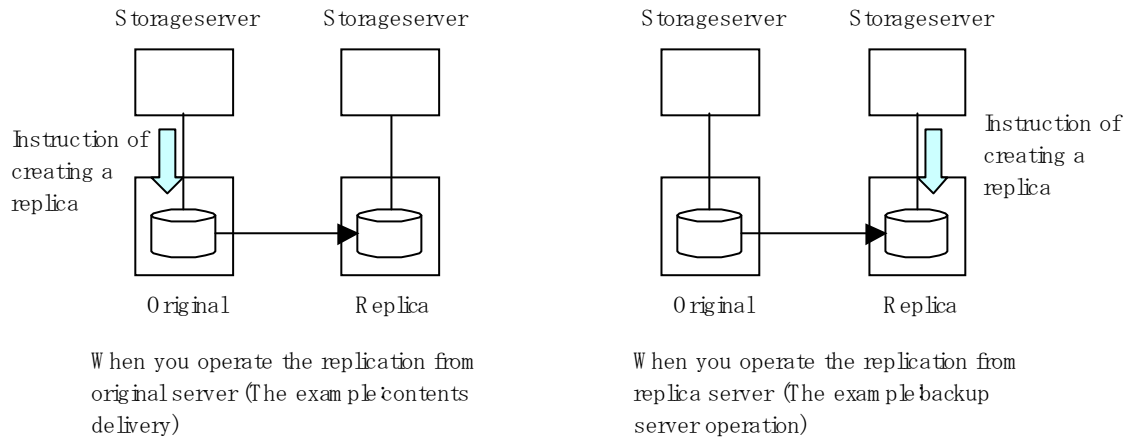 Storageserver
Storageserver
Instruction of
creating a
replica
Original
Replica
When you operate the replication from
original server (The example:contents
delivery)
Storageserver
Storageserver
Instruction of
creating a
replica
Original
Replica
When you operate the replication from
replica server (The example:backup
server operation)